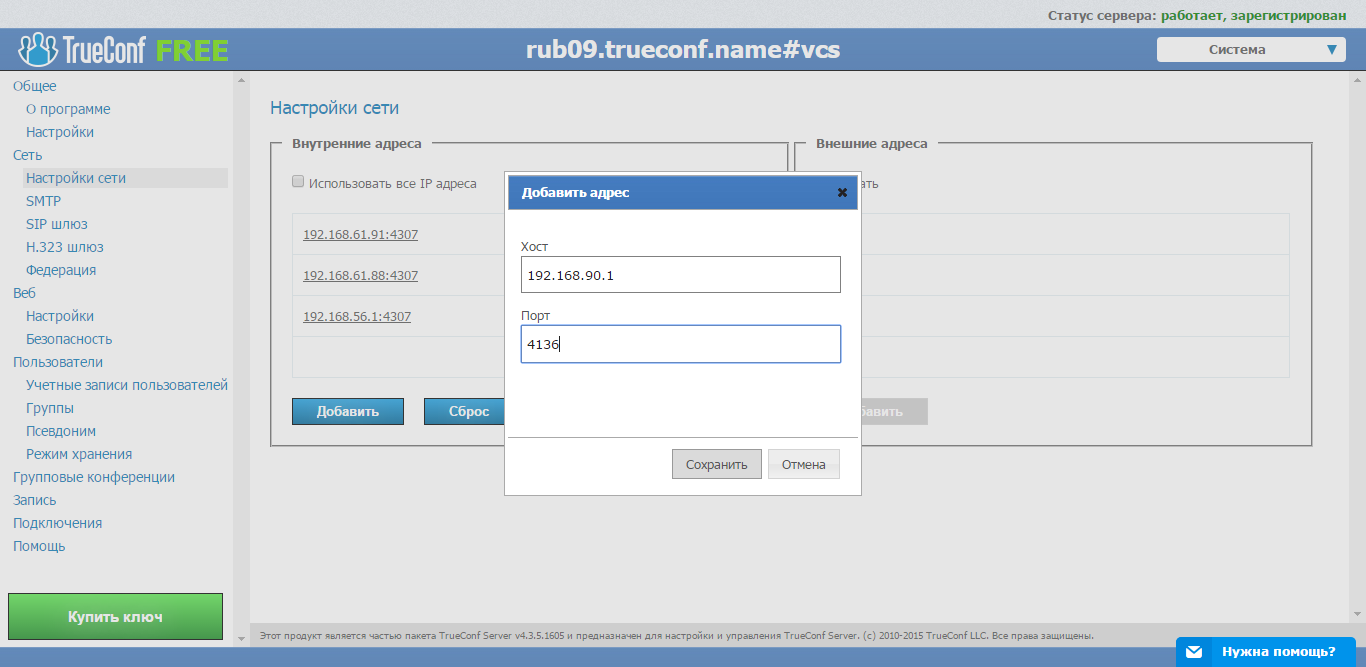 Статус сервера: работает, зарегистрирован
TrueConf FREE
rub09.trueconf.name#vcs
Система
Общее
О программе
Настройки
Сеть
Настройки сети
SMTP
SIP шлюз
H.323 шлюз
Федерация
Веб
Настройки
Безопасность
Пользователи
Учетные записи пользователей
Группы
Псевдоним
Режим хранения
Групповые конференции
Запись
Подключения
Помощь
Купить ключ
Настройки сети
Внутренние адреса
Использовать все IP адреса
192.168.61.91:4307
192.168.61.88:4307
192.168.56.1:4307
Добавить
Сброс
Внешние адреса
Добавить адрес
Хост
192.168.90.1
Порт
4136
Сохранить
Отмена
Этот продукт является частью пакета TrueConf Server v4.3.5.1605 и предназначен для настройки и управления TrueConf Server. (c) 2010-2015 TrueConf LLC. Все права защищены.
Нужна помощь?